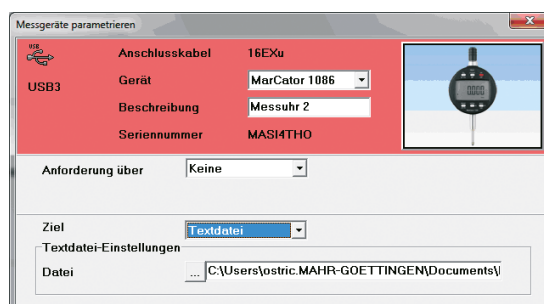 Messgeräte parametrieren
USB
Anschlusskabel 16EXu
USB3
Gerät MarCator 1086
Beschreibung Messuhr 2
Seriennummer MASI4THO
Anforderung über Keine
Ziel Textdatei
Textdatei-Einstellungen
Datei ... C:\Users\ostric.MAHR-GOETTINGEN\Documents\